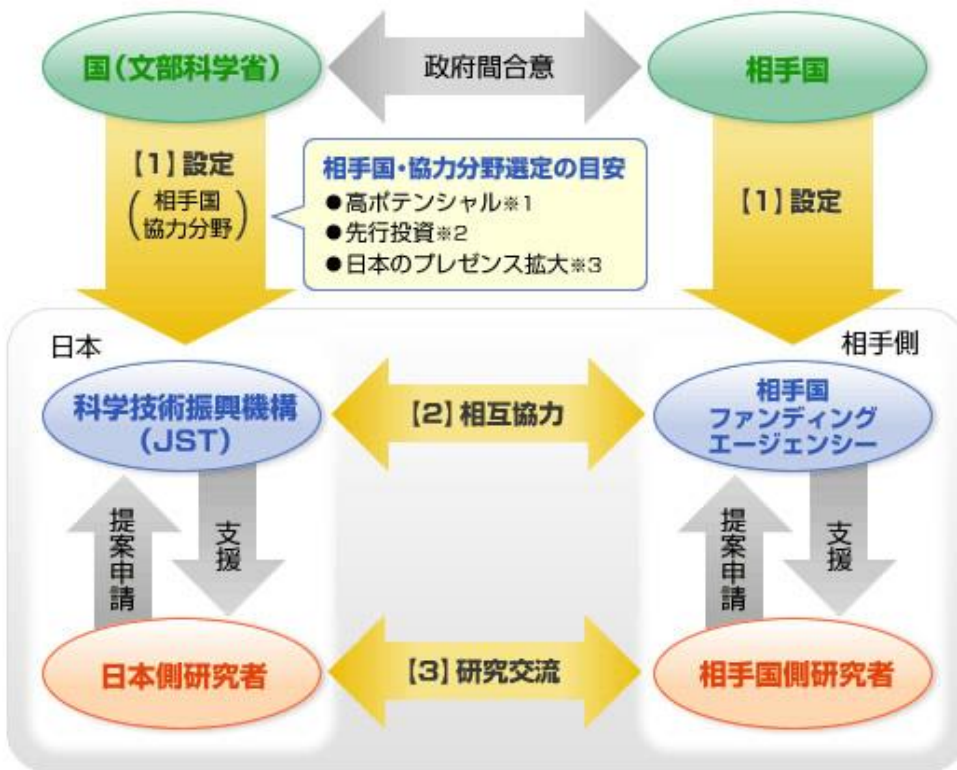 国(文部科学省)
政府間合意
相手国
【1】設定
(相手国
協力分野)
相手国・協力分野選定の目安
●高ポテンシャル※1
●先行投資※2
●日本のプレゼンス拡大※3
【1】設定
日本
相手側
科学技術振興機構
(JST)
【2】相互協力
相手国
ファンディング
エージェンシー
提案申請
支援
提案申請
支援
日本側研究者
【3】研究交流
相手国側研究者